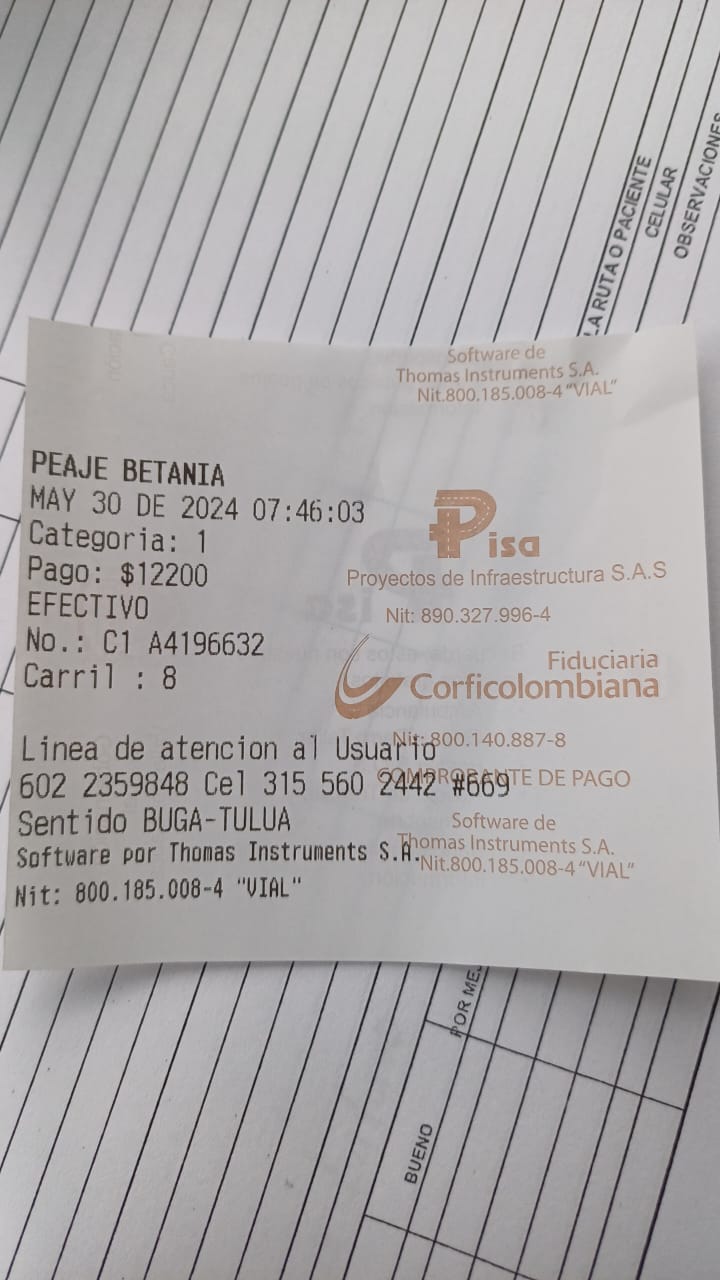 LA RUTA O PACIENTE
CELULAR
OBSERVACIONES
Software de
Thomas Instruments S.A.
Nit.800.185.008-4 "VIAL"
PEAJE BETANIA
MAY 30 DE 2024 07:46:03
Categoria: 1
Pago: $12200
EFECTIVO
No.: C1 A4196632
Carril : 8
Pisa
Proyectos de Infraestructura S.A.S
Nit: 890.327.996-4
Fiduciaria
Corficolombiana
Nit: 800.140.887-8
COMPROBANTE DE PAGO
Linea de atencion al Usuario
602 2359848 Cel 315 560 2442 #669
Sentido BUGA-TULUA
Software por Thomas Instruments S.A.
Nit: 800.185.008-4 "VIAL"
Software de
Thomas Instruments S.A.
Nit.800.185.008-4 "VIAL"
POR MEJ
BUENO